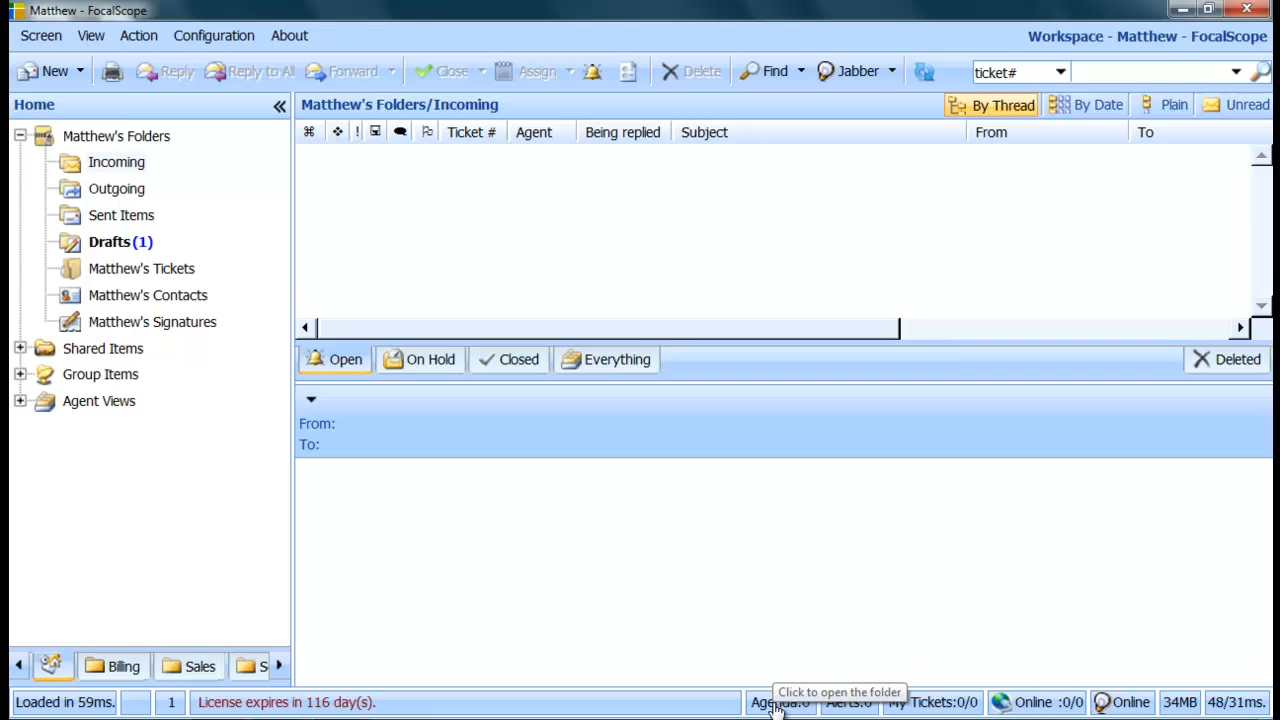 Matthew - FocalScope
Screen View Action Configuration About
Workspace - Matthew - FocalScope
New Reply Reply to All Forward Close Assign Delete Find Jabber ticket#
Home
Matthew's Folders/Incoming
By Thread By Date Plain Unread
Matthew's Folders
Incoming
Outgoing
Sent Items
Drafts (1)
Matthew's Tickets
Matthew's Contacts
Matthew's Signatures
Shared Items
Group Items
Agent Views
! Ticket # Agent Being replied Subject From To
Open On Hold Closed Everything Deleted
From:
To:
Billing Sales S
Click to open the folder
Loaded in 59ms. 1 License expires in 116 day(s). Agenda:0 Alerts:0 My Tickets:0/0 Online :0/0 Online 34MB 48/31ms.